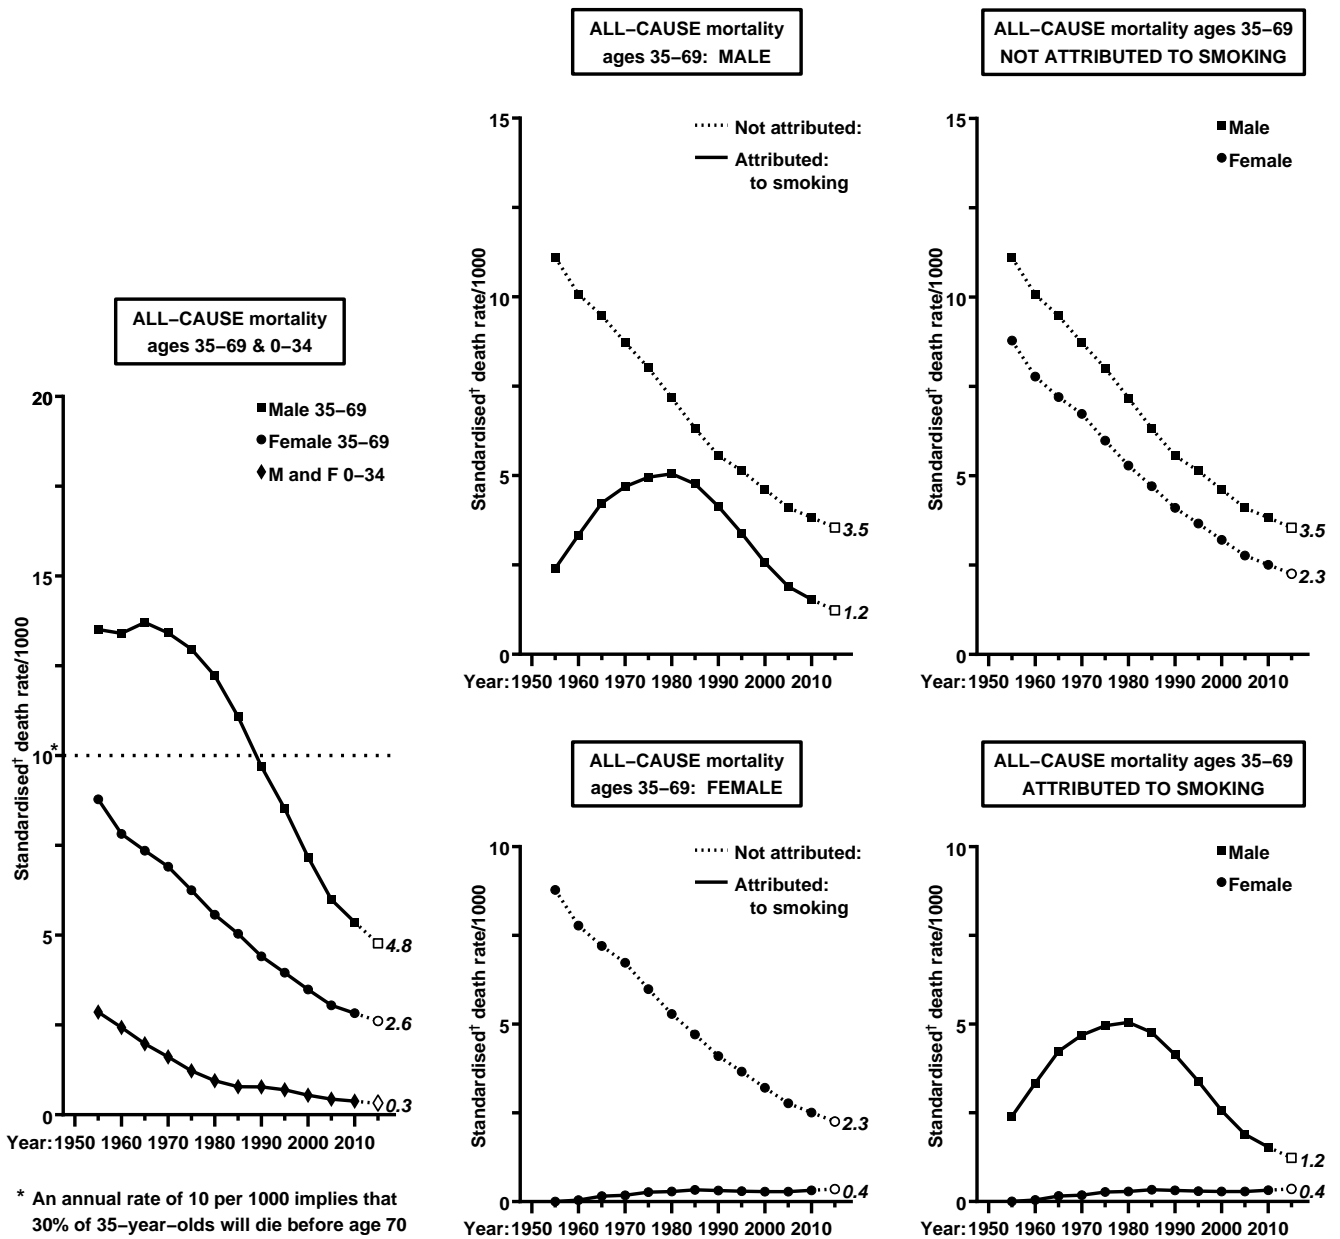 ALL–CAUSE mortality
ages 35–69 & 0–34
20
15
10*
5
0
Standardised† death rate/1000
Male 35–69
Female 35–69
M and F 0–34
4.8
2.6
0.3
Year: 1950 1960 1970 1980 1990 2000 2010
* An annual rate of 10 per 1000 implies that
30% of 35–year–olds will die before age 70
ALL–CAUSE mortality
ages 35–69: MALE
15
10
5
0
Standardised† death rate/1000
Not attributed:
Attributed:
to smoking
3.5
1.2
Year: 1950 1960 1970 1980 1990 2000 2010
ALL–CAUSE mortality ages 35–69
NOT ATTRIBUTED TO SMOKING
15
10
5
0
Standardised† death rate/1000
Male
Female
3.5
2.3
Year: 1950 1960 1970 1980 1990 2000 2010
ALL–CAUSE mortality
ages 35–69: FEMALE
10
5
0
Standardised† death rate/1000
Not attributed:
Attributed:
to smoking
2.3
0.4
Year: 1950 1960 1970 1980 1990 2000 2010
ALL–CAUSE mortality ages 35–69
ATTRIBUTED TO SMOKING
10
5
0
Standardised† death rate/1000
Male
Female
1.2
0.4
Year: 1950 1960 1970 1980 1990 2000 2010